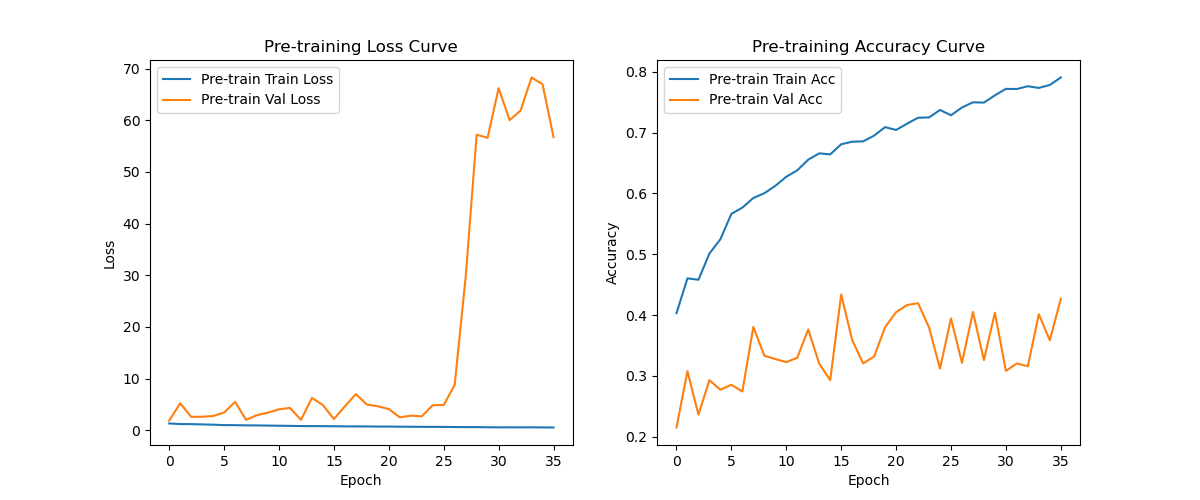 Pre-training Loss Curve
Pre-train Train Loss
Pre-train Val Loss
70
60
50
40
30
20
10
0
Loss
0 5 10 15 20 25 30 35
Epoch
Pre-training Accuracy Curve
Pre-train Train Acc
Pre-train Val Acc
0.8
0.7
0.6
0.5
0.4
0.3
0.2
Accuracy
0 5 10 15 20 25 30 35
Epoch